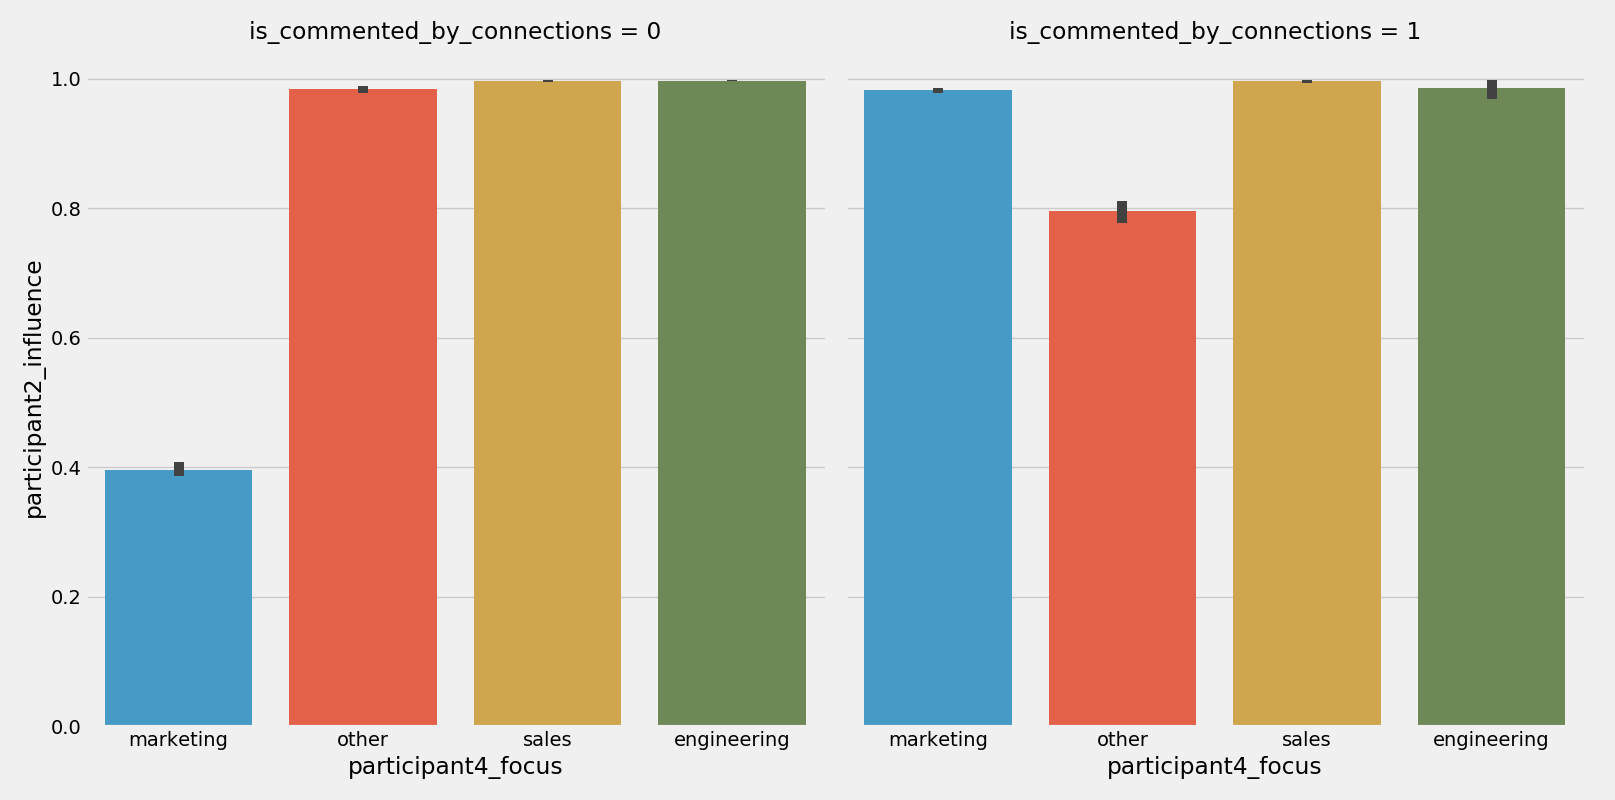 is_commented_by_connections = 0
is_commented_by_connections = 1
participant2_influence
1.0
0.8
0.6
0.4
0.2
0.0
marketing other sales engineering
marketing other sales engineering
participant4_focus
participant4_focus